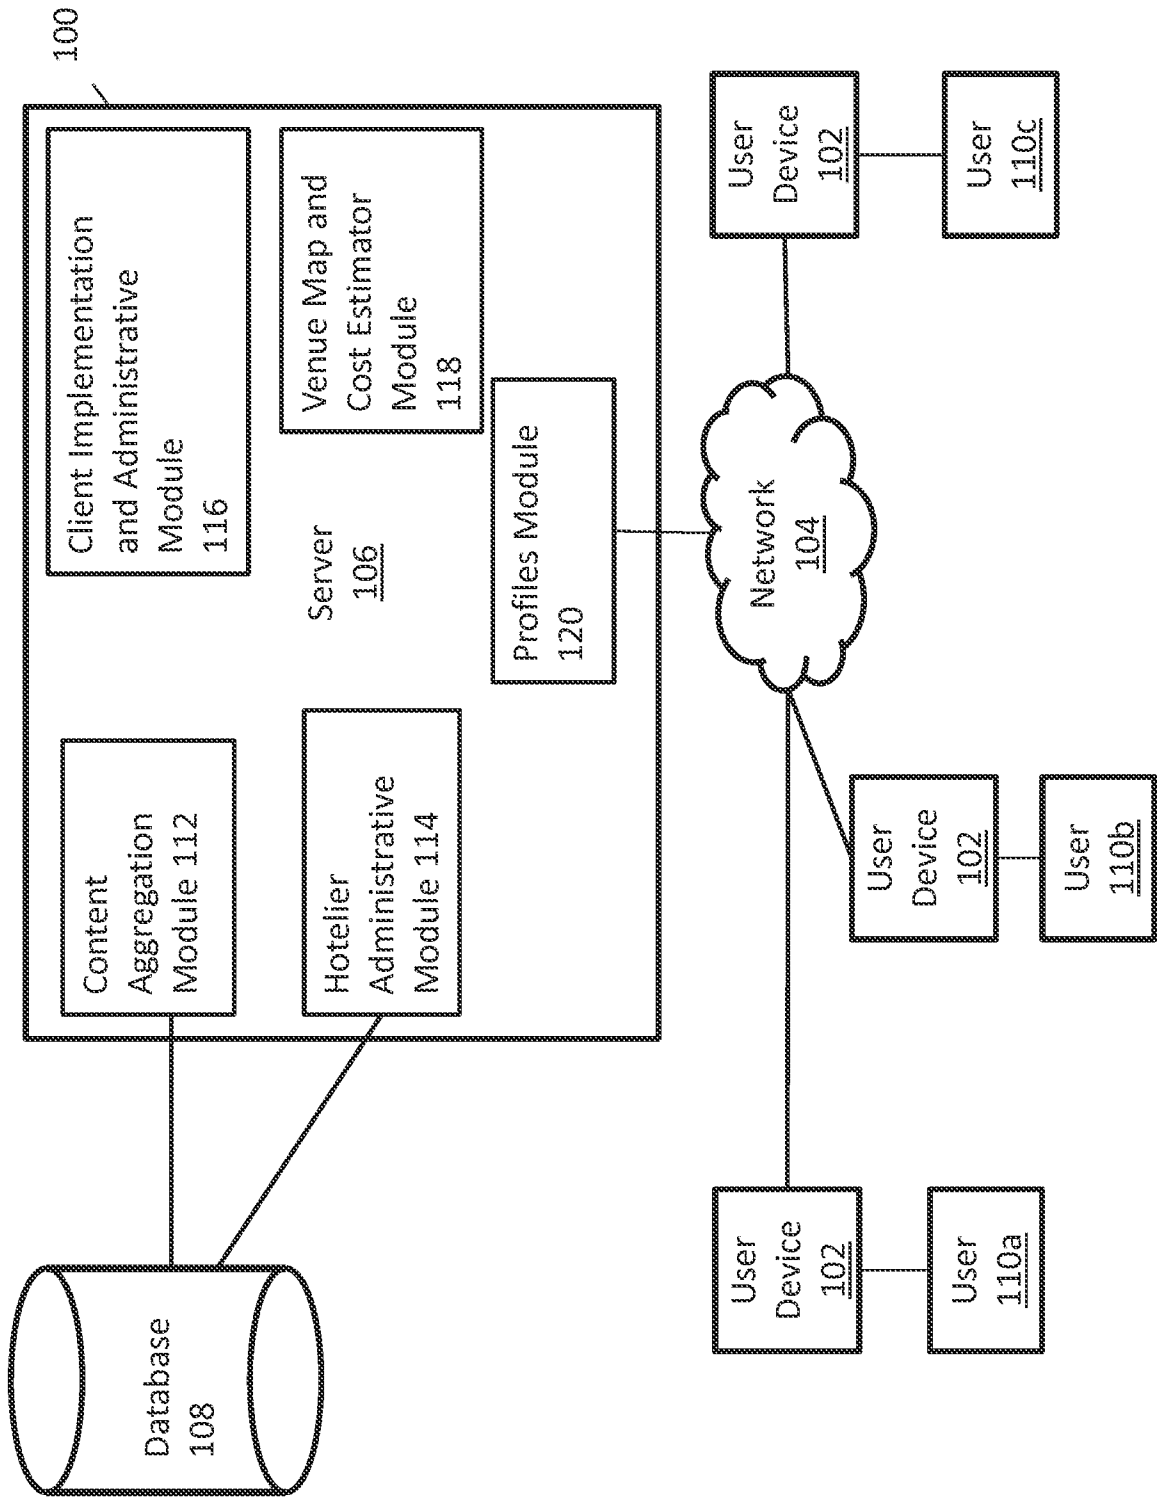 100
Database
108
Content
Aggregation
Module 112
Hotelier
Administrative
Module 114
Server
106
Client Implementation
and Administrative
Module
116
Venue Map and
Cost Estimator
Module
118
Profiles Module
120
Network
104
User
Device
102
User
110a
User
Device
102
User
110b
User
Device
102
User
110c